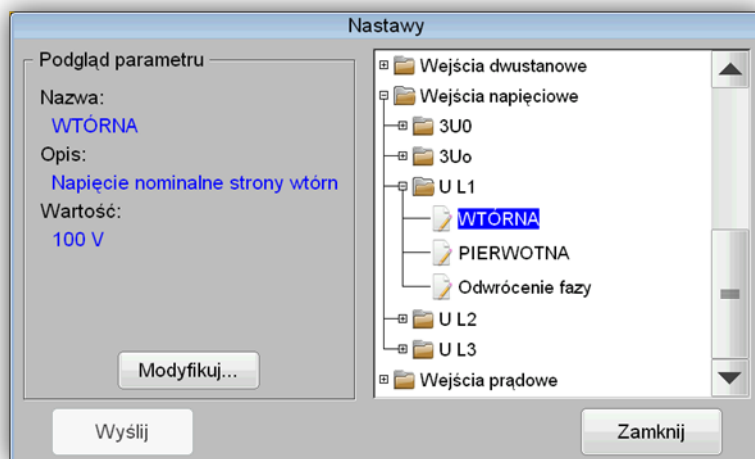 Nastawy
Podgląd parametru
Nazwa:
WTÓRNA
Opis:
Napięcie nominalne strony wtórn
Wartość:
100 V
Modyfikuj...
Wejścia dwustanowe
Wejścia napięciowe
3U0
3Uo
U L1
WTÓRNA
PIERWOTNA
Odwrócenie fazy
U L2
U L3
Wejścia prądowe
Wyślij
Zamknij